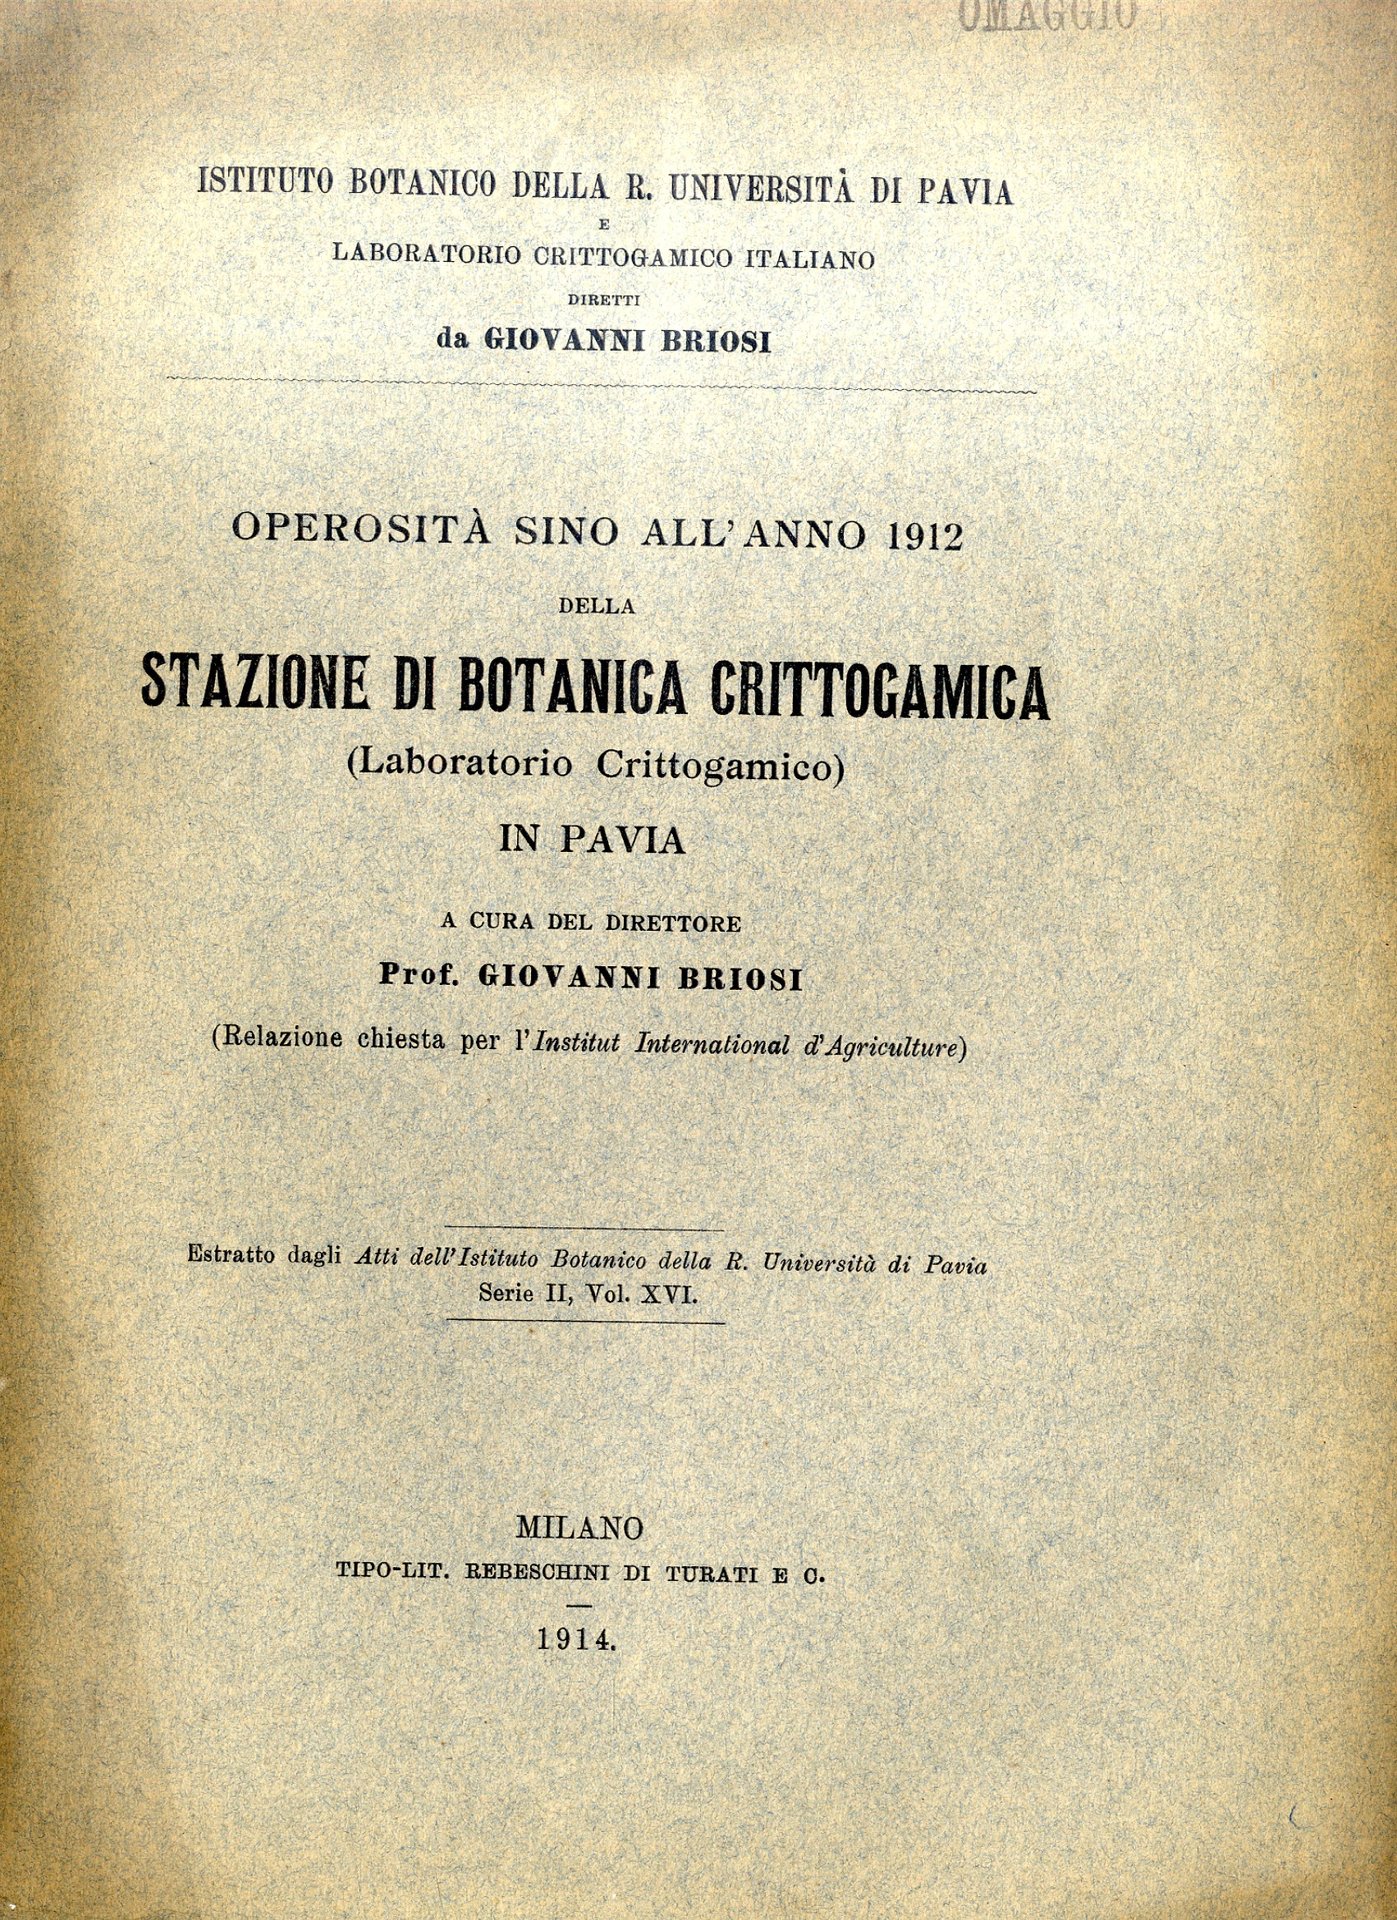 OMAGGIO
ISTITUTO BOTANICO DELLA R. UNIVERSITÀ DI PAVIA
E
LABORATORIO CRITTOGAMICO ITALIANO
DIRETTI
da GIOVANNI BRIOSI
OPEROSITÀ SINO ALL'ANNO 1912
DELLA
STAZIONE DI BOTANICA CRITTOGAMICA
(Laboratorio Crittogamico)
IN PAVIA
A CURA DEL DIRETTORE
Prof. GIOVANNI BRIOSI
(Relazione chiesta per l'Institut International d'Agriculture)
Estratto dagli Atti dell'Istituto Botanico della R. Università di Pavia
Serie II, Vol. XVI.
MILANO
TIPO-LIT. REBESCHINI DI TURATI E C.
1914.